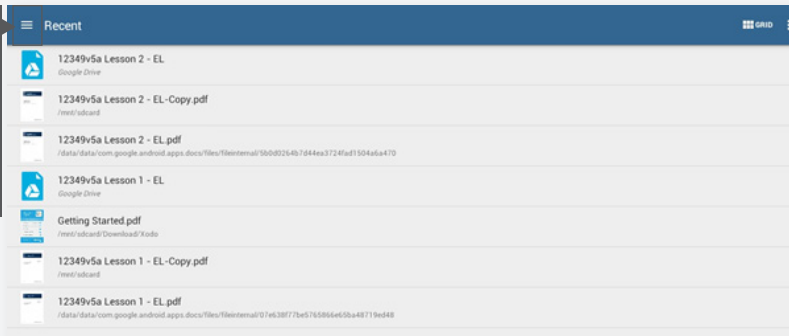 Recent
GRID
12349v5a Lesson 2 - EL
Google Drive
12349v5a Lesson 2 - EL-Copy.pdf
/mnt/sdcard
12349v5a Lesson 2 - EL.pdf
/data/data/com.google.android.apps.docs/files/fileinternal/5b0d0264b7d44ea3724fad1504a6a470
12349v5a Lesson 1 - EL
Google Drive
Getting Started.pdf
/mnt/sdcard/Download/Xodo
12349v5a Lesson 1 - EL-Copy.pdf
/mnt/sdcard
12349v5a Lesson 1 - EL.pdf
/data/data/com.google.android.apps.docs/files/fileinternal/07e638f77be5765866e65ba48719ed48